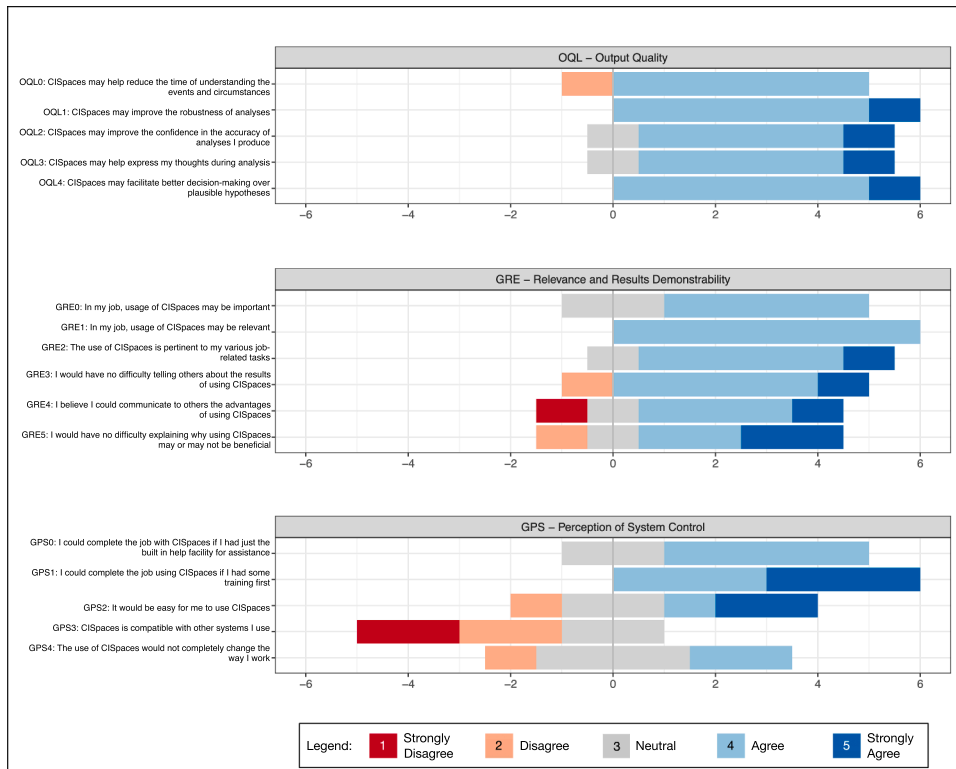 OQL – Output Quality
OQL0: CISpaces may help reduce the time of understanding the
events and circumstances
OQL1: CISpaces may improve the robustness of analyses
OQL2: CISpaces may improve the confidence in the accuracy of
analyses I produce
OQL3: CISpaces may help express my thoughts during analysis
OQL4: CISpaces may facilitate better decision-making over
plausible hypotheses
−6 −4 −2 0 2 4 6
GRE – Relevance and Results Demonstrability
GRE0: In my job, usage of CISpaces may be important
GRE1: In my job, usage of CISpaces may be relevant
GRE2: The use of CISpaces is pertinent to my various job-
related tasks
GRE3: I would have no difficulty telling others about the results
of using CISpaces
GRE4: I believe I could communicate to others the advantages
of using CISpaces
GRE5: I would have no difficulty explaining why using CISpaces
may or may not be beneficial
−6 −4 −2 0 2 4 6
GPS – Perception of System Control
GPS0: I could complete the job with CISpaces if I had just the
built in help facility for assistance
GPS1: I could complete the job using CISpaces if I had some
training first
GPS2: It would be easy for me to use CISpaces
GPS3: CISpaces is compatible with other systems I use
GPS4: The use of CISpaces would not completely change the
way I work
−6 −4 −2 0 2 4 6
Legend: 1 Strongly Disagree 2 Disagree 3 Neutral 4 Agree 5 Strongly Agree